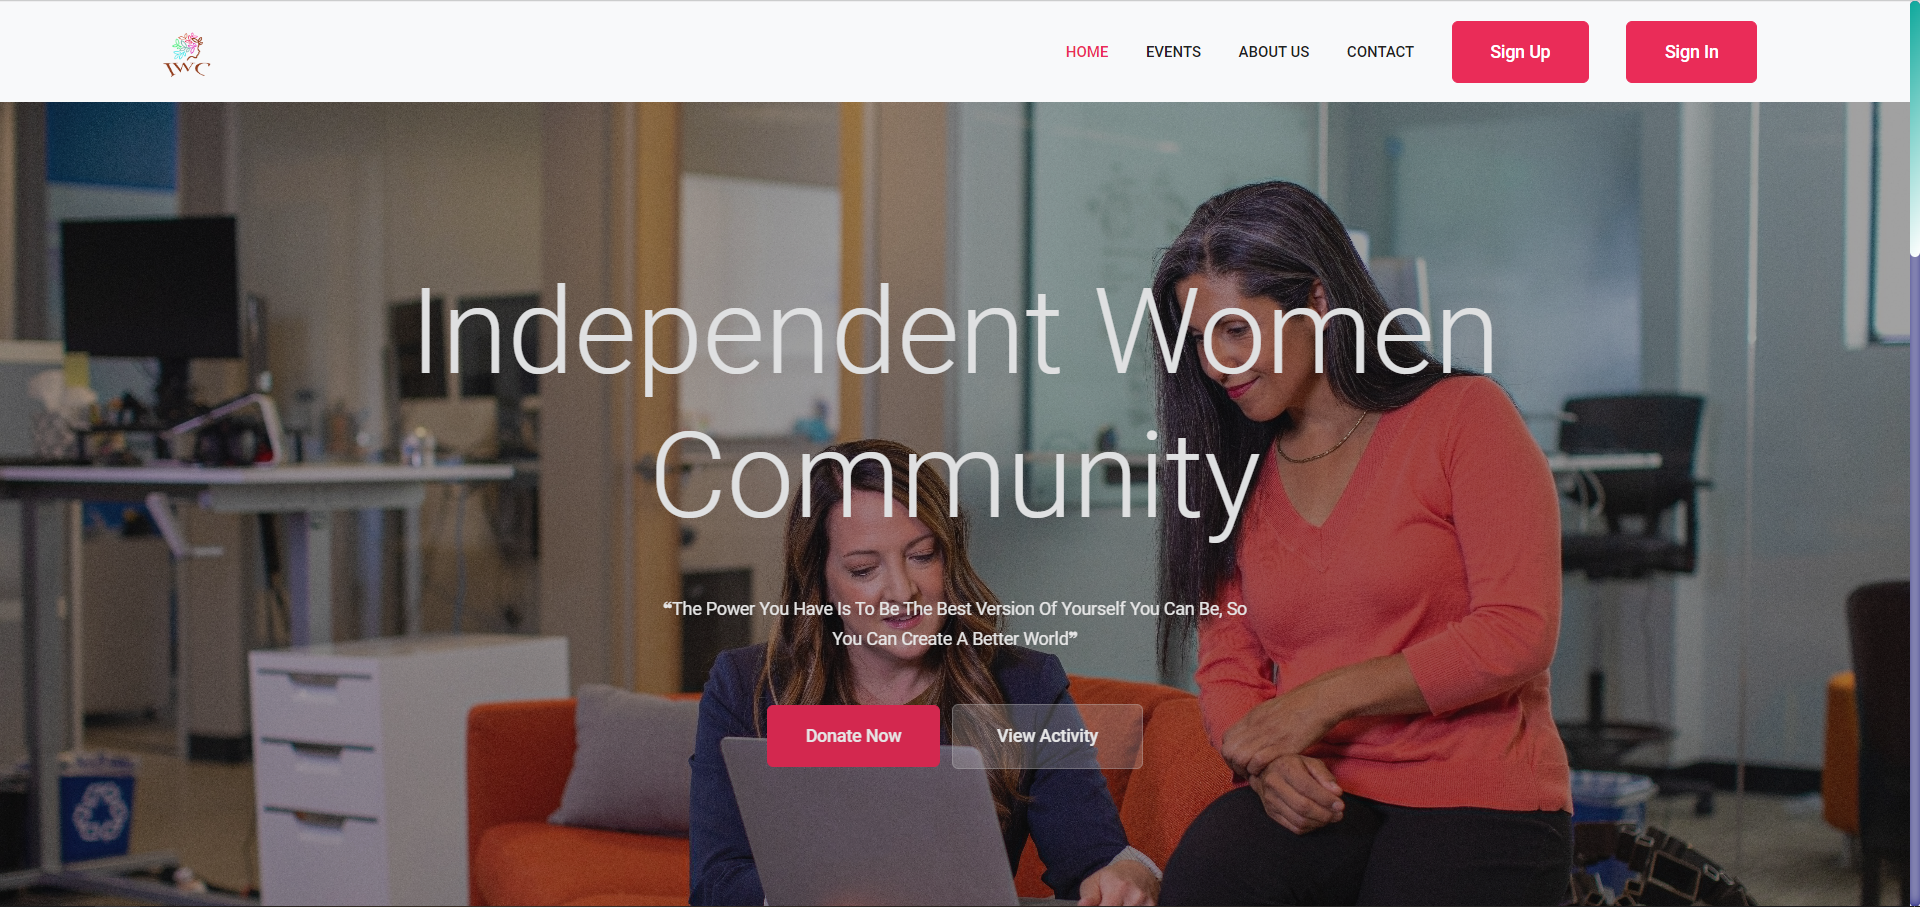 IWC
HOME EVENTS ABOUT US CONTACT Sign Up Sign In
Independent Women
Community
❝The Power You Have Is To Be The Best Version Of Yourself You Can Be, So
You Can Create A Better World❞
Donate Now View Activity